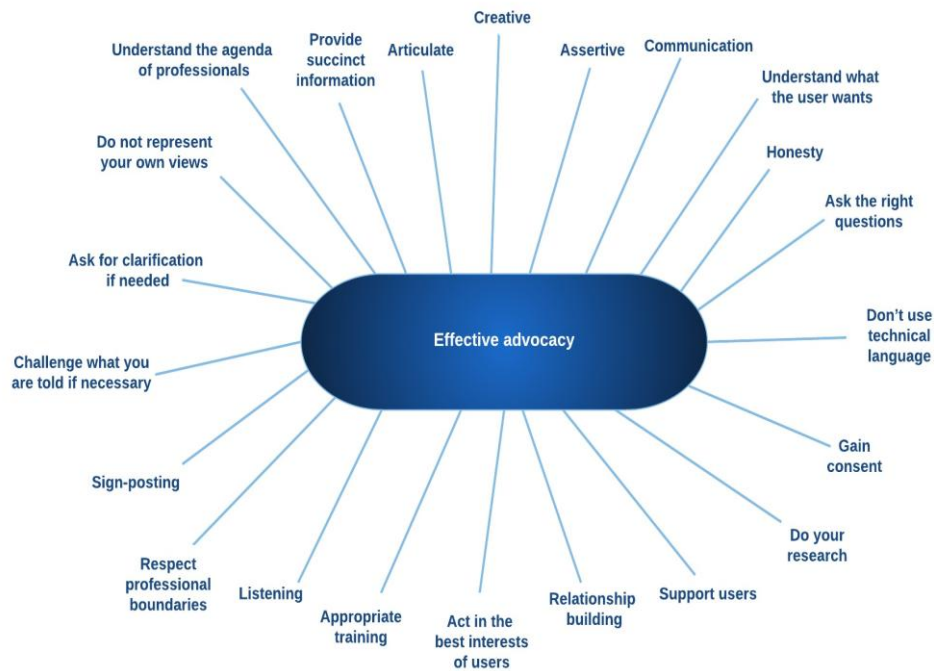 Creative
Understand the agenda
of professionals
Provide
succinct
information
Articulate
Assertive
Communication
Understand what
the user wants
Do not represent
your own views
Honesty
Ask the right
questions
Ask for clarification
if needed
Effective advocacy
Don’t use
technical
language
Challenge what you
are told if necessary
Gain
consent
Sign-posting
Do your
research
Respect
professional
boundaries
Listening
Appropriate
training
Act in the
best interests
of users
Relationship
building
Support users